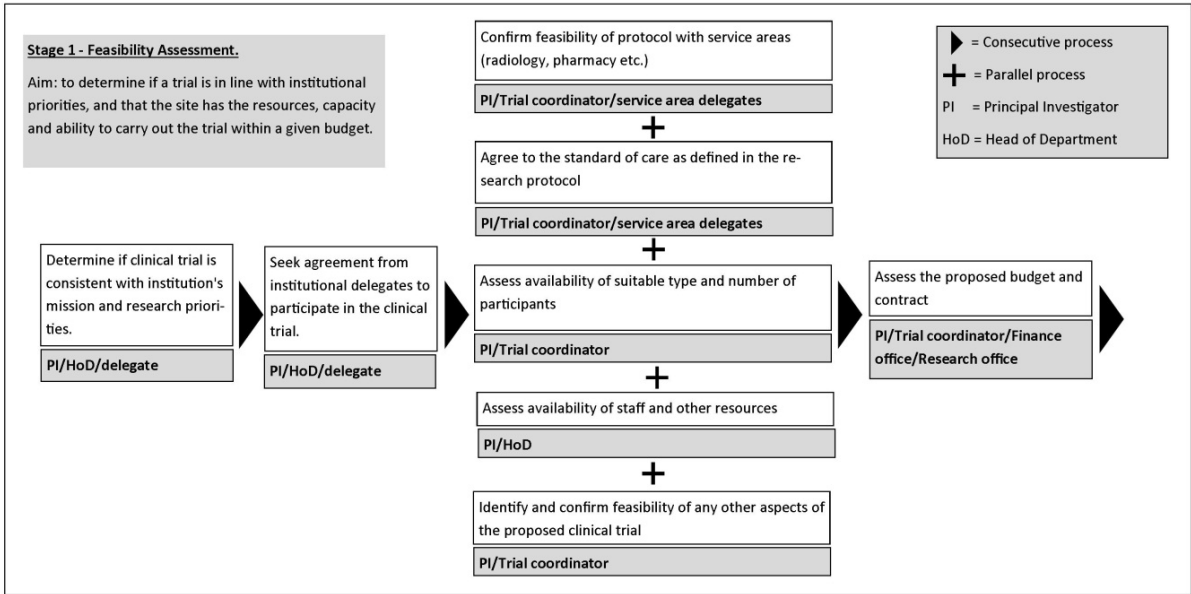 Stage 1 - Feasibility Assessment.
Aim: to determine if a trial is in line with institutional
priorities, and that the site has the resources, capacity
and ability to carry out the trial within a given budget.
Confirm feasibility of protocol with service areas
(radiology, pharmacy etc.)
PI/Trial coordinator/service area delegates
+
Agree to the standard of care as defined in the re-
search protocol
PI/Trial coordinator/service area delegates
+
= Consecutive process
+ = Parallel process
PI = Principal Investigator
HoD = Head of Department
Determine if clinical trial is
consistent with institution's
mission and research priori-
ties.
PI/HoD/delegate
Seek agreement from
institutional delegates to
participate in the clinical
trial.
PI/HoD/delegate
Assess availability of suitable type and number of
participants
PI/Trial coordinator
+
Assess availability of staff and other resources
PI/HoD
+
Identify and confirm feasibility of any other aspects of
the proposed clinical trial
PI/Trial coordinator
Assess the proposed budget and
contract
PI/Trial coordinator/Finance
office/Research office